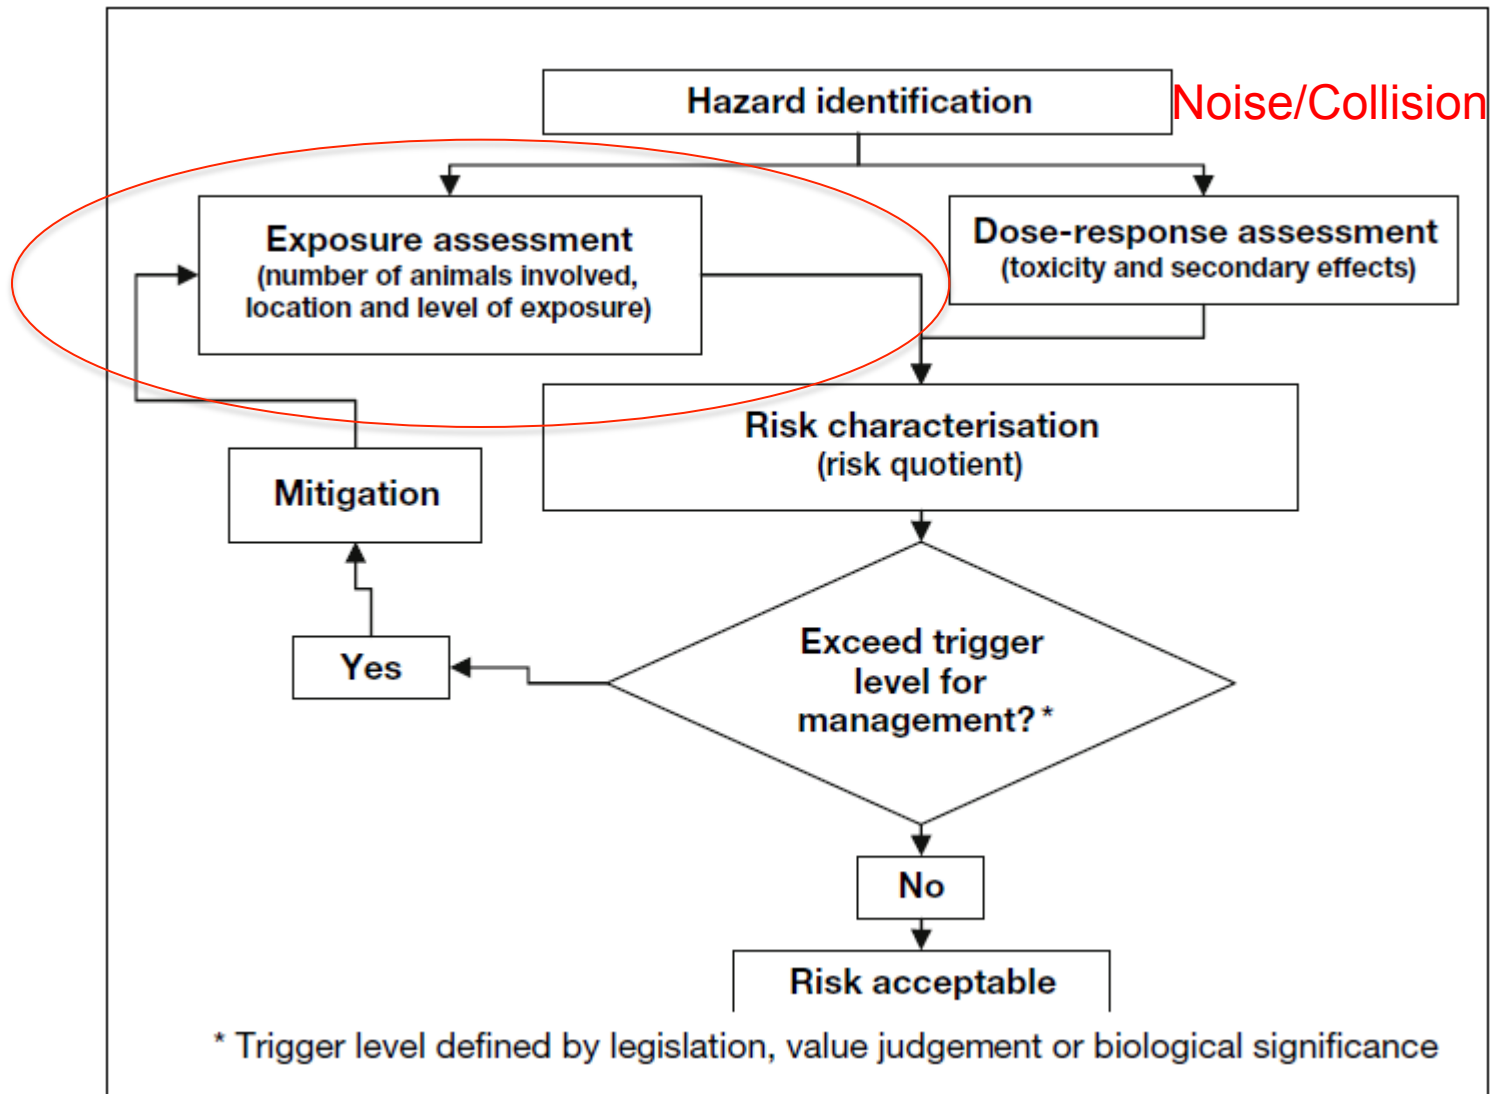 Hazard identification
Noise/Collision
Exposure assessment
(number of animals involved,
location and level of exposure)
Dose-response assessment
(toxicity and secondary effects)
Risk characterisation
(risk quotient)
Mitigation
Exceed trigger
level for
management? *
Yes
No
Risk acceptable
* Trigger level defined by legislation, value judgement or biological significance